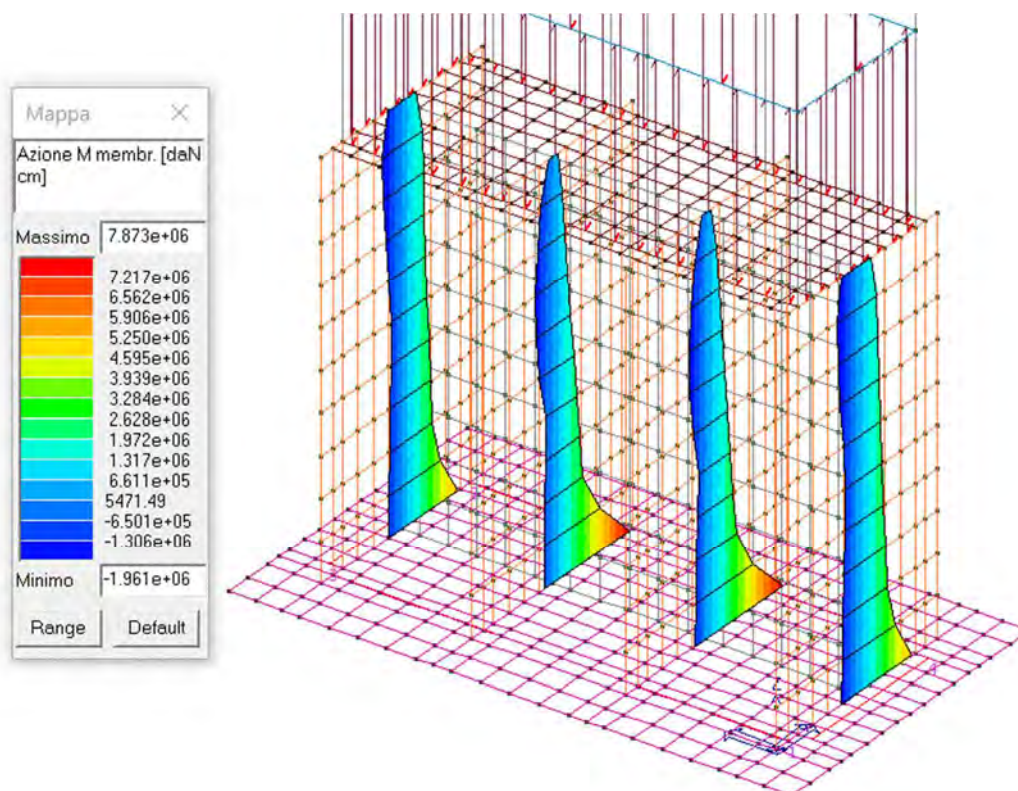 Mappa
Azione M membr. [daN
cm]
Massimo 7.873e+06
7.217e+06
6.562e+06
5.906e+06
5.250e+06
4.595e+06
3.939e+06
3.284e+06
2.628e+06
1.972e+06
1.317e+06
6.611e+05
5471.49
-6.501e+05
-1.306e+06
Minimo -1.961e+06
Range Default